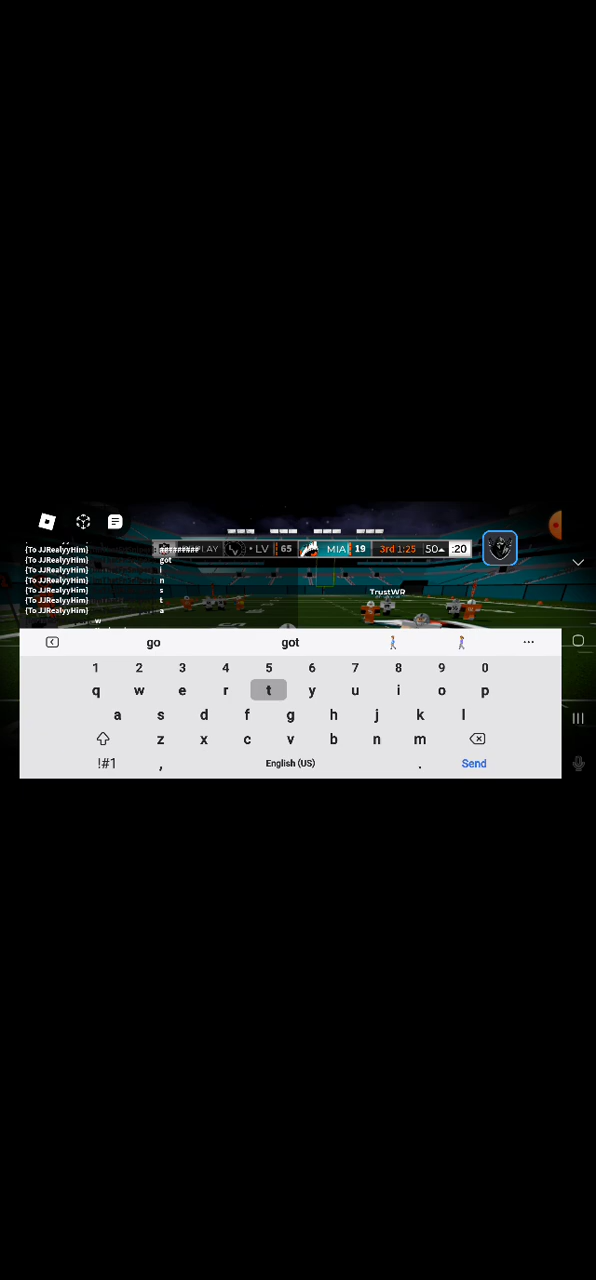 {To JJRealyyHim} #########
LAY • LV 65 MIA 19 3rd 1:25 50 :20
{To JJRealyyHim} got
{To JJRealyyHim} i
{To JJRealyyHim} n
{To JJRealyyHim} s
{To JJRealyyHim} t
{To JJRealyyHim} a
w
TrustWR
go got ...
1 2 3 4 5 6 7 8 9 0
q w e r t y u i o p
a s d f g h j k l
z x c v b n m
!#1 , English (US) . Send